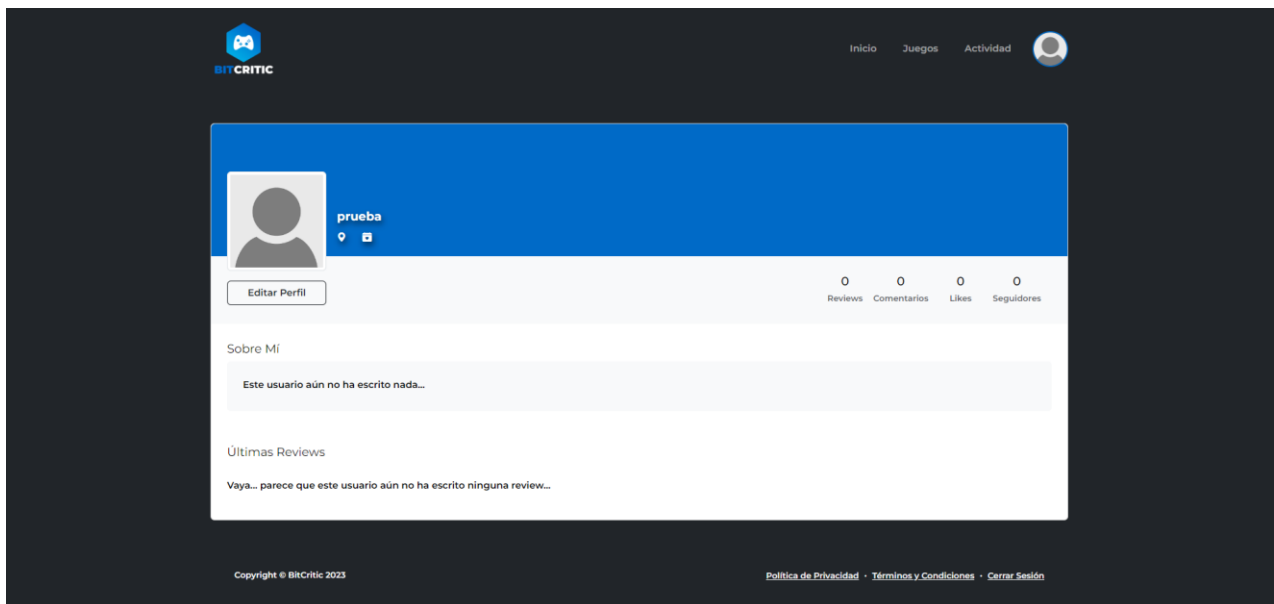 BITCRITIC
Inicio Juegos Actividad
prueba
Editar Perfil
0 0 0 0
Reviews Comentarios Likes Seguidores
Sobre Mí
Este usuario aún no ha escrito nada...
Últimas Reviews
Vaya... parece que este usuario aún no ha escrito ninguna review...
Copyright © BitCritic 2023
Política de Privacidad · Términos y Condiciones · Cerrar Sesión